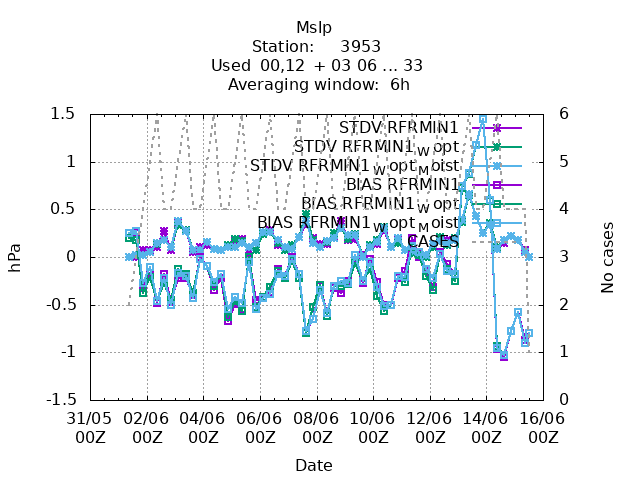 Mslp
Station: 3953
Used 00,12 + 03 06 ... 33
Averaging window: 6h
1.5
1
0.5
0
-0.5
-1
-1.5
hPa
6
5
4
3
2
1
0
No cases
STDV RFRMIN1
STDV RFRMIN1_W_opt
STDV RFRMIN1_W_opt_M_oist
BIAS RFRMIN1
BIAS RFRMIN1_W_opt
BIAS RFRMIN1_W_opt_M_oist
CASES
31/05 02/06 04/06 06/06 08/06 10/06 12/06 14/06 16/06
00Z 00Z 00Z 00Z 00Z 00Z 00Z 00Z 00Z
Date